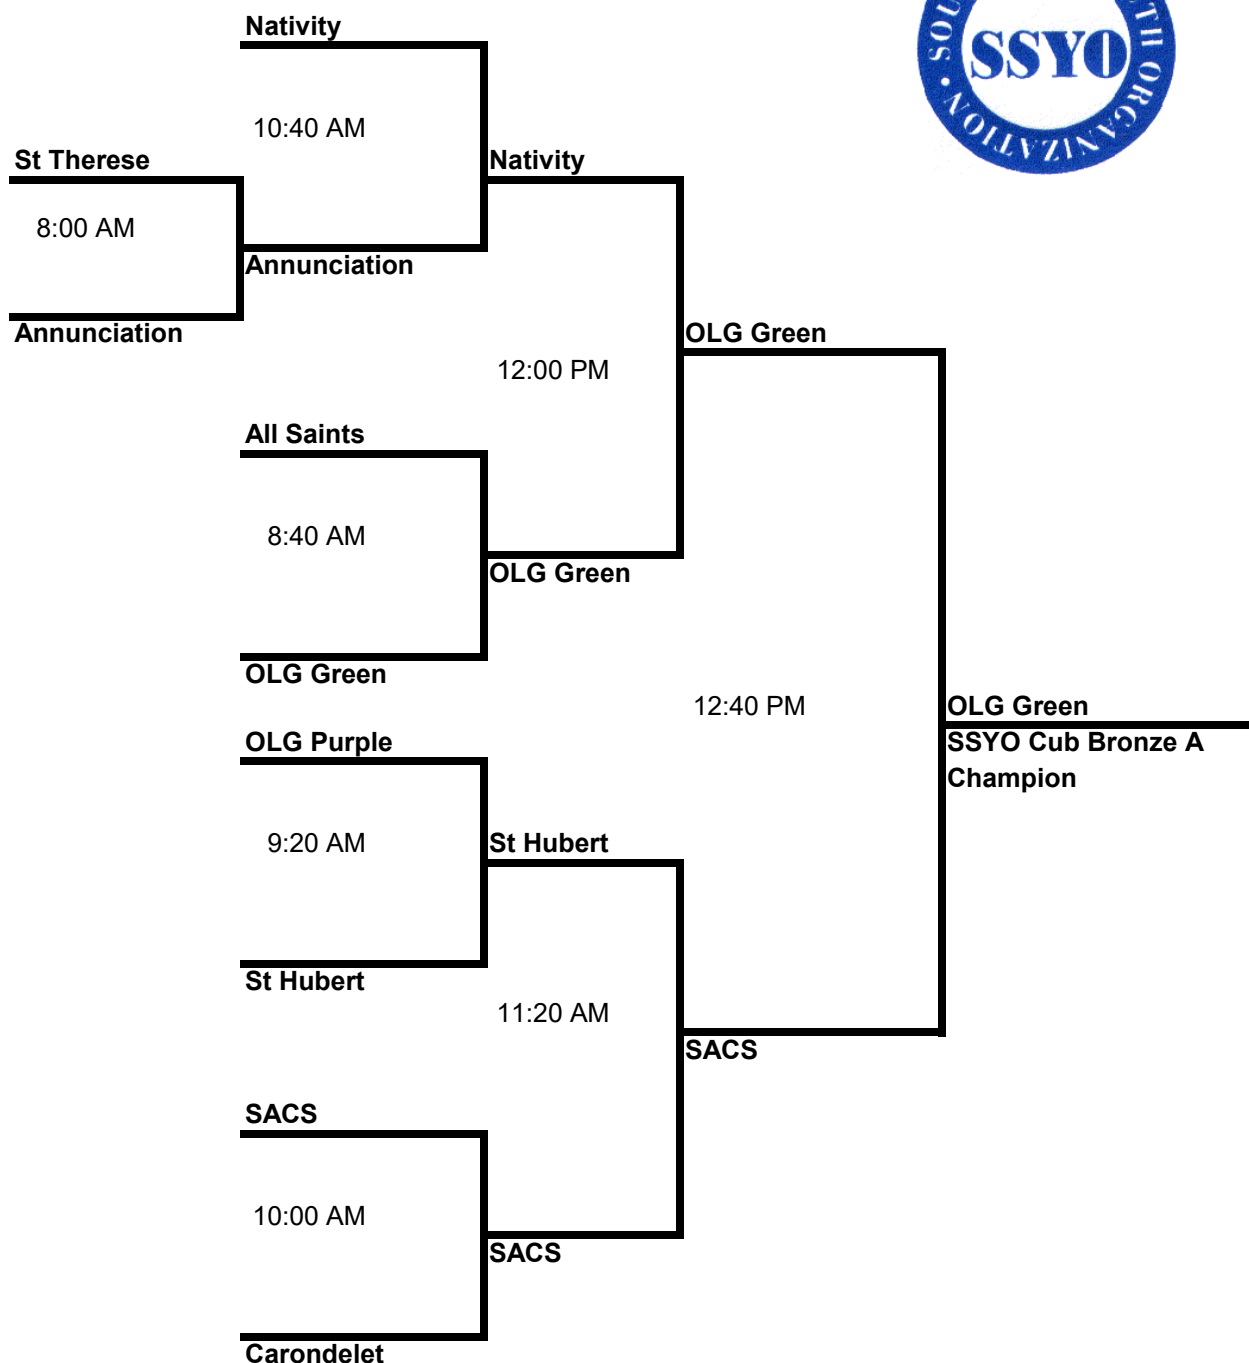 Nativity
SSYO
ORGANIZATION
10:40 AM
St Therese
Nativity
8:00 AM
Annunciation
Annunciation
OLG Green
12:00 PM
All Saints
8:40 AM
OLG Green
OLG Green
12:40 PM
OLG Green
OLG Purple
SSYO Cub Bronze A
Champion
9:20 AM
St Hubert
St Hubert
11:20 AM
SACS
SACS
10:00 AM
SACS
Carondelet